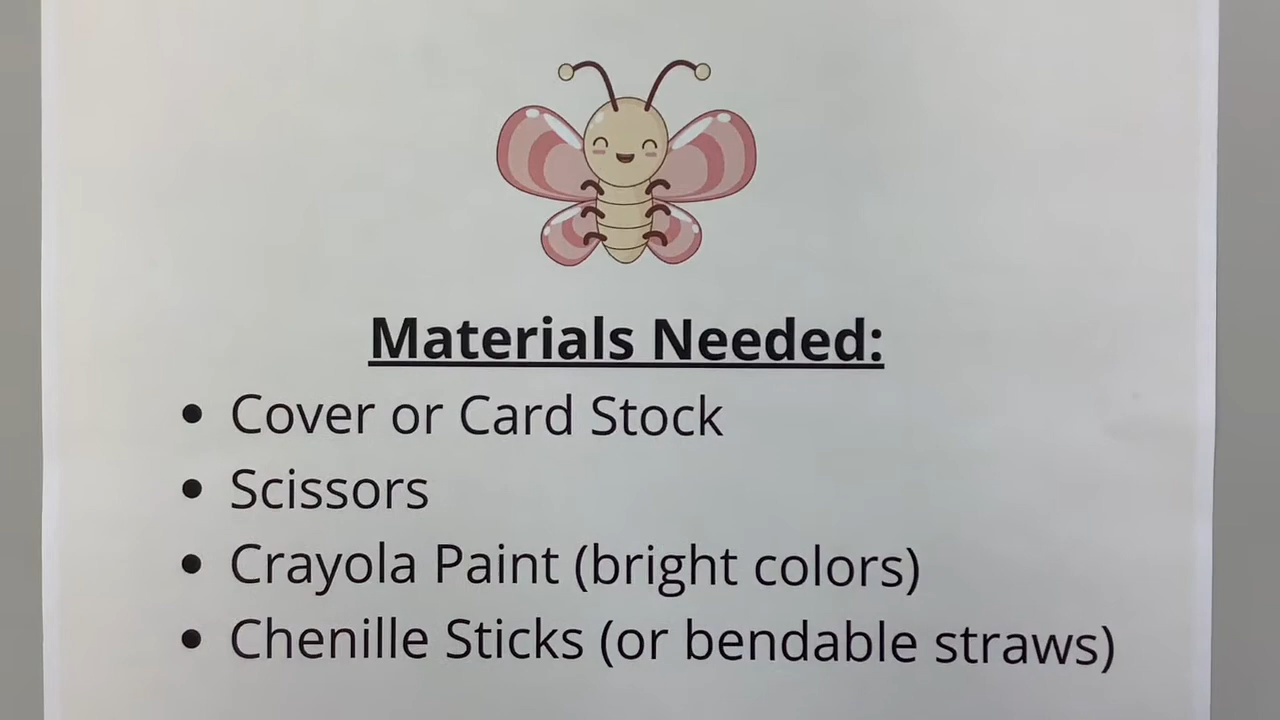 Materials Needed:
• Cover or Card Stock
• Scissors
• Crayola Paint (bright colors)
• Chenille Sticks (or bendable straws)